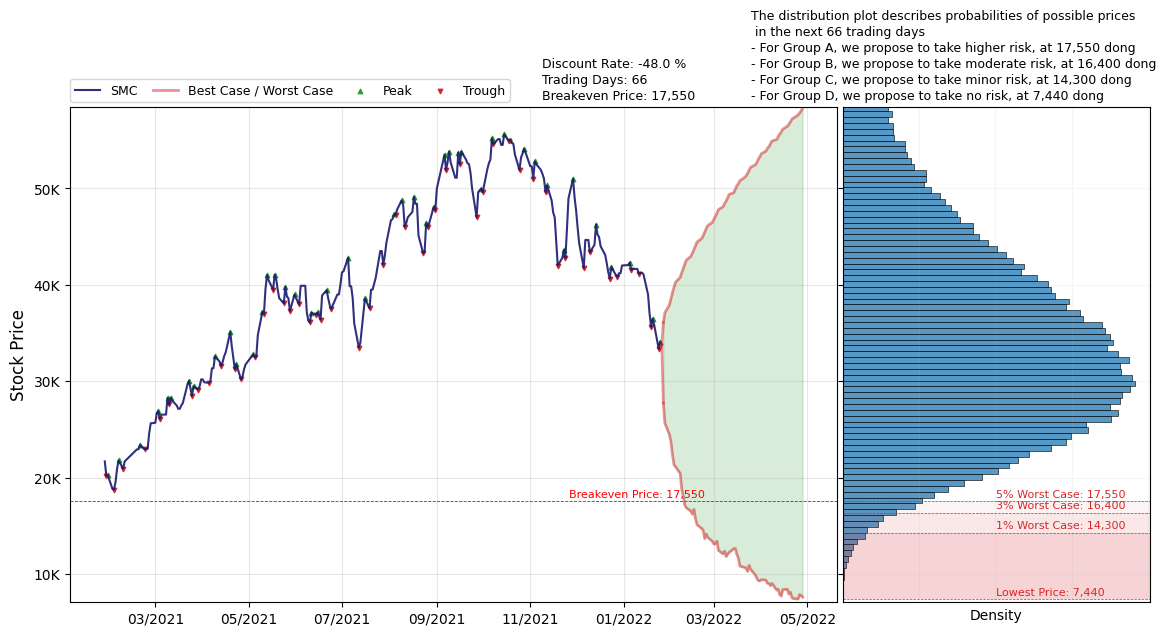 The distribution plot describes probabilities of possible prices
in the next 66 trading days
- For Group A, we propose to take higher risk, at 17,550 dong
- For Group B, we propose to take moderate risk, at 16,400 dong
- For Group C, we propose to take minor risk, at 14,300 dong
- For Group D, we propose to take no risk, at 7,440 dong
Discount Rate: -48.0 %
Trading Days: 66
Breakeven Price: 17,550
SMC Best Case / Worst Case Peak Trough
Stock Price
50K
40K
30K
20K
10K
Breakeven Price: 17,550
5% Worst Case: 17,550
3% Worst Case: 16,400
1% Worst Case: 14,300
Lowest Price: 7,440
03/2021 05/2021 07/2021 09/2021 11/2021 01/2022 03/2022 05/2022
Density